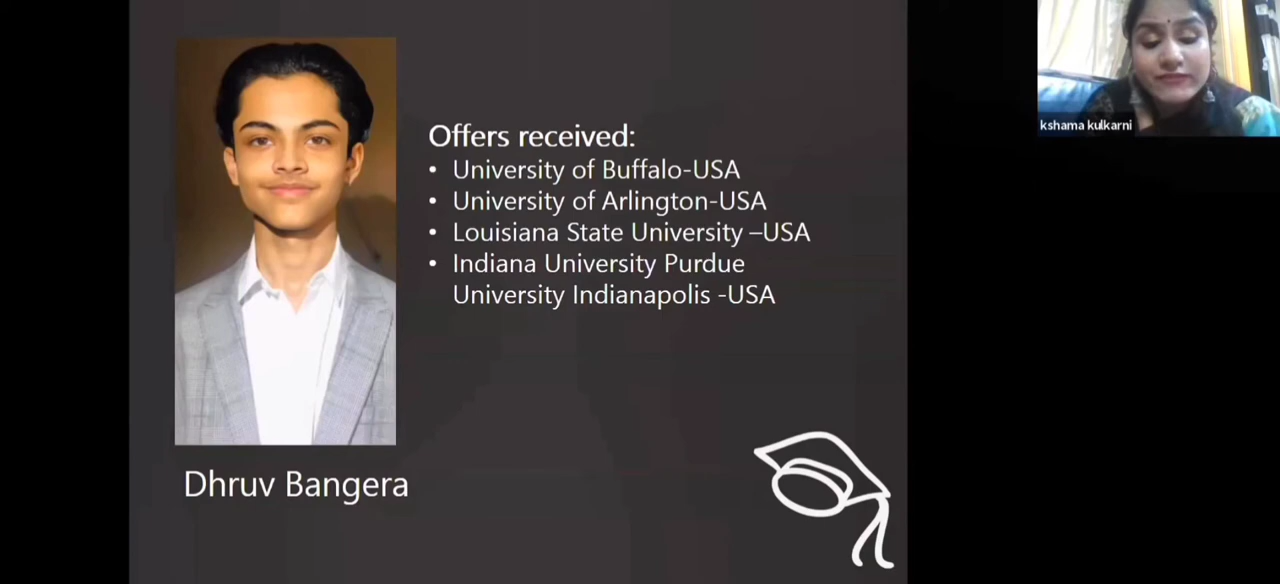 Offers received:
• University of Buffalo-USA
• University of Arlington-USA
• Louisiana State University –USA
• Indiana University Purdue
University Indianapolis -USA
Dhruv Bangera
kshama kulkarni